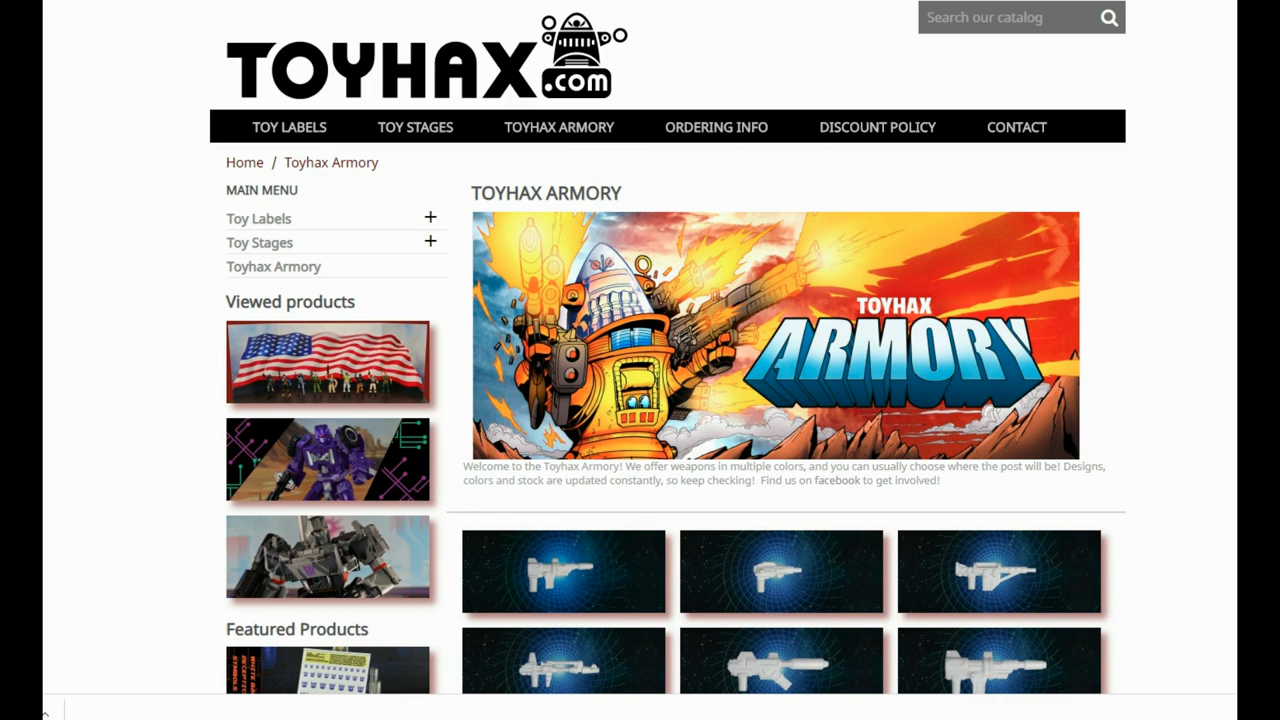 Search our catalog
TOYHAX
.com
TOY LABELS TOY STAGES TOYHAX ARMORY ORDERING INFO DISCOUNT POLICY CONTACT
Home / Toyhax Armory
MAIN MENU
Toy Labels +
Toy Stages +
Toyhax Armory
Viewed products
Featured Products
TOYHAX ARMORY
TOYHAX
ARMORY
Welcome to the Toyhax Armory! We offer weapons in multiple colors, and you can usually choose where the post will be! Designs,
colors and stock are updated constantly, so keep checking! Find us on facebook to get involved!